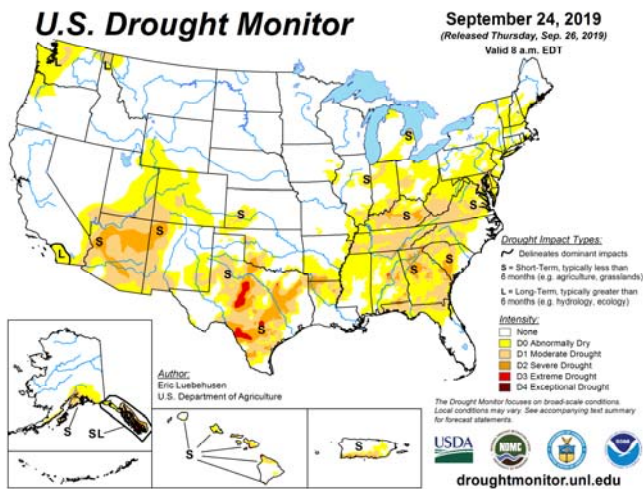 U.S. Drought Monitor
September 24, 2019
(Released Thursday, Sep. 26, 2019)
Valid 8 a.m. EDT
L
L
S
S
S
S
S
S
S
S
L
S
S
S
S
Drought Impact Types:
Delineates dominant impacts
S = Short-Term, typically less than
6 months (e.g. agriculture, grasslands)
L = Long-Term, typically greater than
6 months (e.g. hydrology, ecology)
Intensity:
None
D0 Abnormally Dry
D1 Moderate Drought
D2 Severe Drought
D3 Extreme Drought
D4 Exceptional Drought
Author:
Eric Luebehusen
U.S. Department of Agriculture
S
SL
S
S
The Drought Monitor focuses on broad-scale conditions.
Local conditions may vary. See accompanying text summary
for forecast statements.
USDA
NDMC
NOAA
droughtmonitor.unl.edu